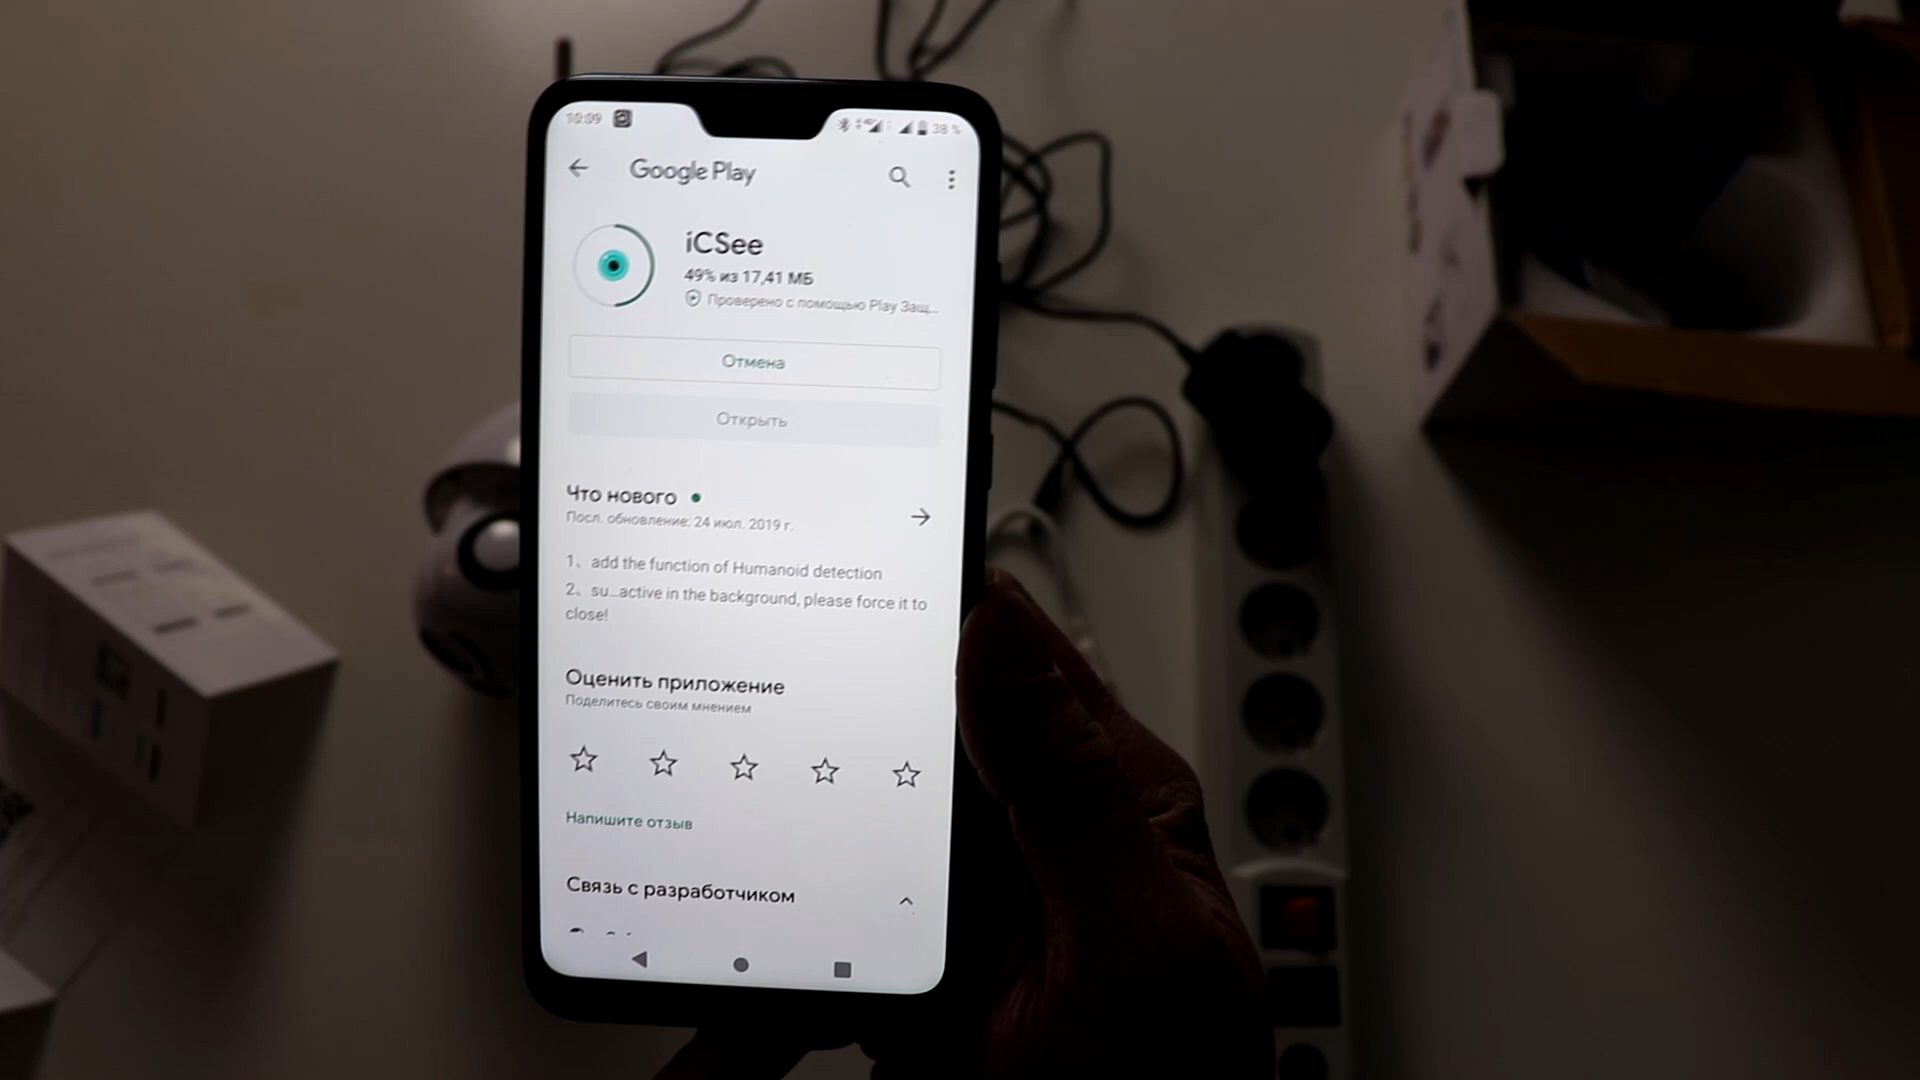 10:09
38 %
Google Play
iCSee
49% из 17,41 МБ
Проверено с помощью Play Защ...
Отмена
Открыть
Что нового
Посл. обновление: 24 июл. 2019 г.
1、add the function of Humanoid detection
2、su...active in the background, please force it to
close!
Оценить приложение
Поделитесь своим мнением
Напишите отзыв
Связь с разработчиком